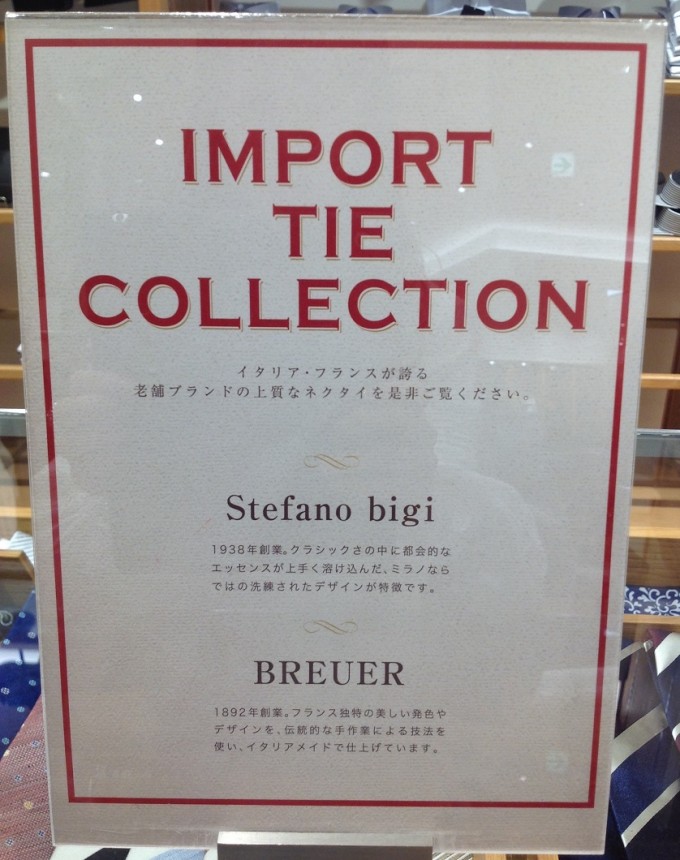 IMPORT
TIE
COLLECTION
イタリア・フランスが誇る
老舗ブランドの上質なネクタイを是非ご覧ください。
Stefano bigi
1938年創業。クラシックさの中に都会的な
エッセンスが上手く溶け込んだ、ミラノなら
ではの洗練されたデザインが特徴です。
BREUER
1892年創業。フランス独特の美しい発色や
デザインを、伝統的な手作業による技法を
使い、イタリアメイドで仕上げています。